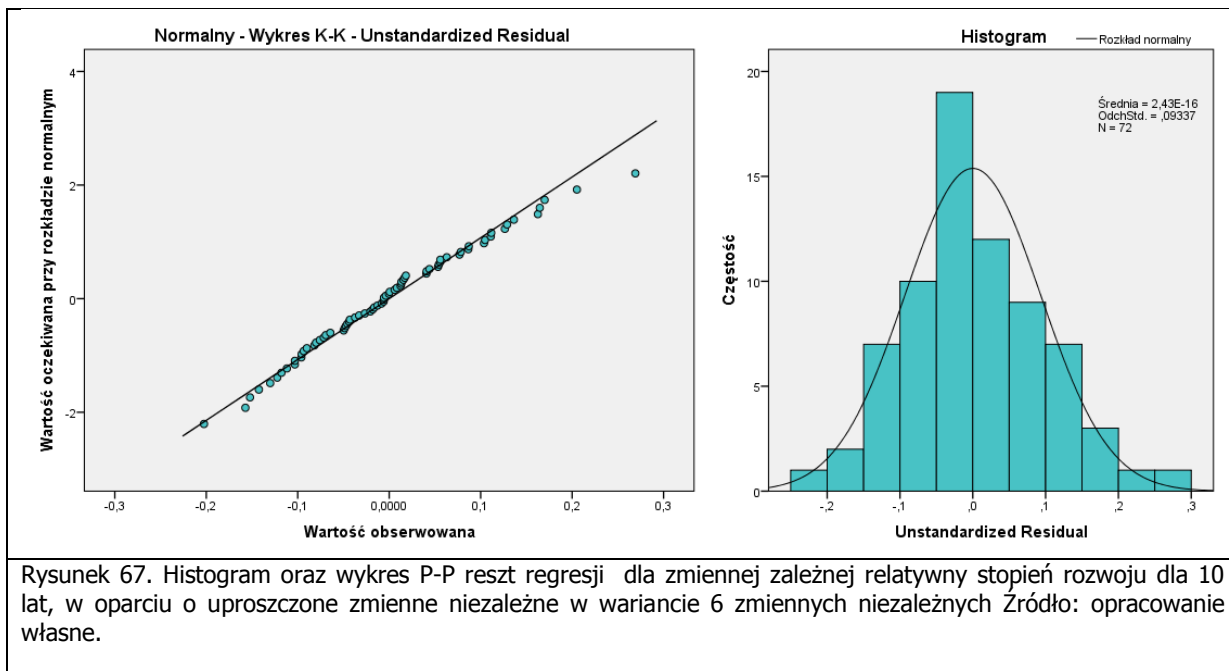 Normalny - Wykres K-K - Unstandardized Residual
Wartość oczekiwana przy rozkładzie normalnym
4
2
0
-2
-0,3
-0,2
-0,1
0,0000
0,1
0,2
0,3
Wartość obserwowana
Histogram
Rozkład normalny
Średnia = 2,43E-16
OdchStd. = ,09337
N = 72
Częstość
20
15
10
5
0
-,2
-,1
,0
,1
,2
,3
Unstandardized Residual
Rysunek 67. Histogram oraz wykres P-P reszt regresji dla zmiennej zależnej relatywny stopień rozwoju dla 10
lat, w oparciu o uproszczone zmienne niezależne w wariancie 6 zmiennych niezależnych Źródło: opracowanie
własne.